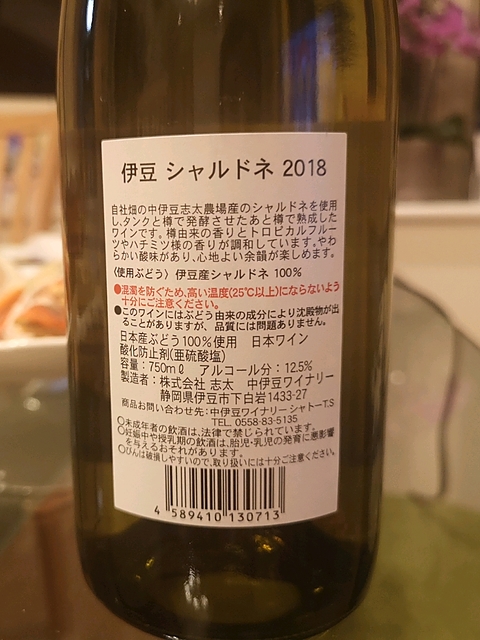 伊豆 シャルドネ 2018
自社畑の中伊豆志太農場産のシャルドネを使用
し、タンクと樽で発酵させたあと樽で熟成した
ワインです。樽由来の香りとトロピカルフルー
ツやハチミツ様の香りが調和しています。やわ
らかい酸味があり、心地よい余韻が楽しめます。
〈使用ぶどう〉伊豆産シャルドネ 100%
●混濁を防ぐため、高い温度(25℃以上)にならないよう
十分にご注意ください。
●このワインにはぶどう由来の成分により沈殿物が出
ることがありますが、品質には問題ありません。
日本産ぶどう100%使用 日本ワイン
酸化防止剤(亜硫酸塩)
容量:750mℓ アルコール分:12.5%
製造者:株式会社 志太 中伊豆ワイナリー
静岡県伊豆市下白岩1433-27
商品お問い合わせ先:中伊豆ワイナリー シャトーT.S
TEL. 0558-83-5135
○未成年者の飲酒は、法律で禁じられています。
○妊娠中や授乳期の飲酒は、胎児・乳児の発育に悪影響
を与えるおそれがあります。
○びんは破損しやすいので、取り扱いには十分ご注意ください。
4 589410 130713